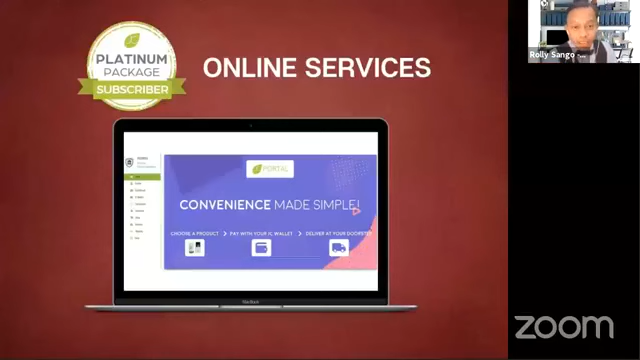 PLATINUM
PACKAGE
SUBSCRIBER
ONLINE SERVICES
PORTAL
CONVENIENCE MADE SIMPLE!
CHOOSE A PRODUCT
PAY WITH YOUR IC WALLET
DELIVER AT YOUR DOORSTEP
Rolly Sango
zoom